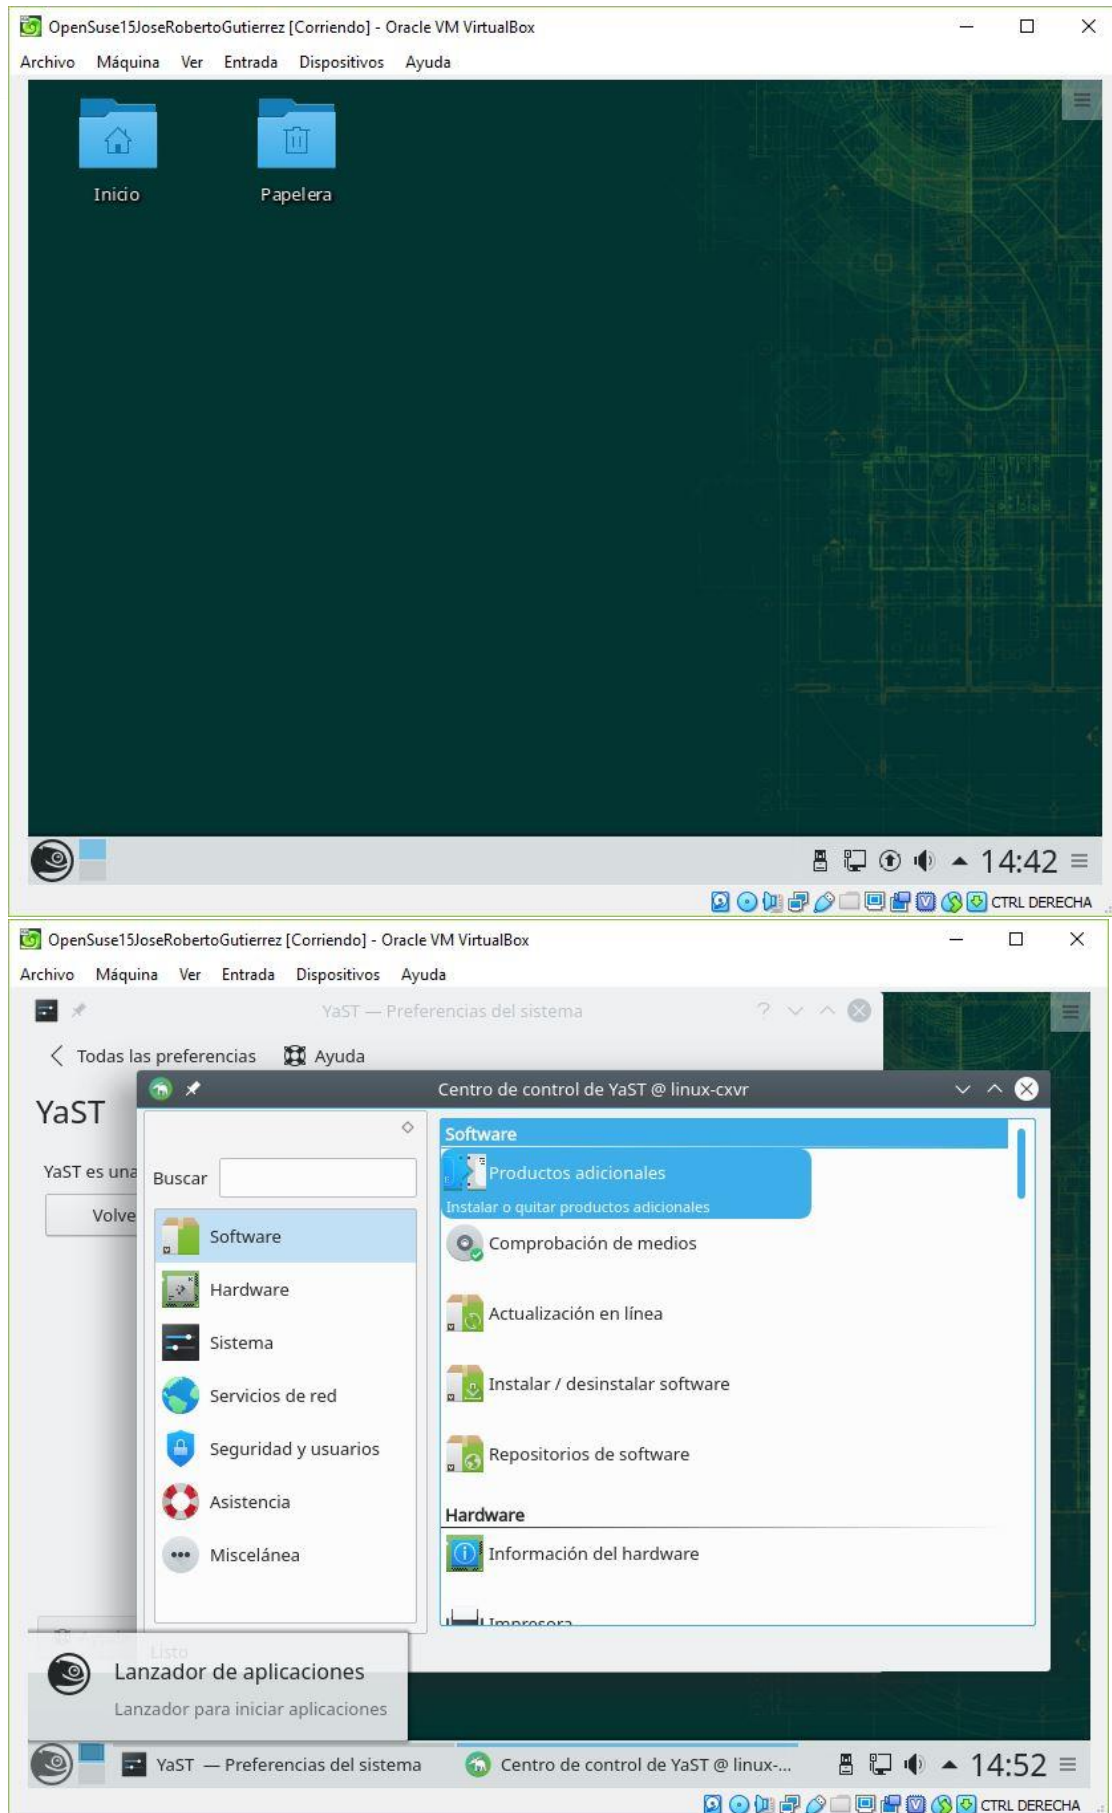 OpenSuse15JoseRobertoGutierrez [Corriendo] - Oracle VM VirtualBox
Archivo Máquina Ver Entrada Dispositivos Ayuda
Inicio Papelera
14:42
CTRL DERECHA
OpenSuse15JoseRobertoGutierrez [Corriendo] - Oracle VM VirtualBox
Archivo Máquina Ver Entrada Dispositivos Ayuda
YaST — Preferencias del sistema
Todas las preferencias Ayuda
Centro de control de YaST @ linux-cxvr
YaST
YaST es una
Volve
Buscar
Software
Hardware
Sistema
Servicios de red
Seguridad y usuarios
Asistencia
Miscelánea
Software
Productos adicionales
Instalar o quitar productos adicionales
Comprobación de medios
Actualización en línea
Instalar / desinstalar software
Repositorios de software
Hardware
Información del hardware
Impresora
Listo
Lanzador de aplicaciones
Lanzador para iniciar aplicaciones
YaST — Preferencias del sistema Centro de control de YaST @ linux-... 14:52
CTRL DERECHA